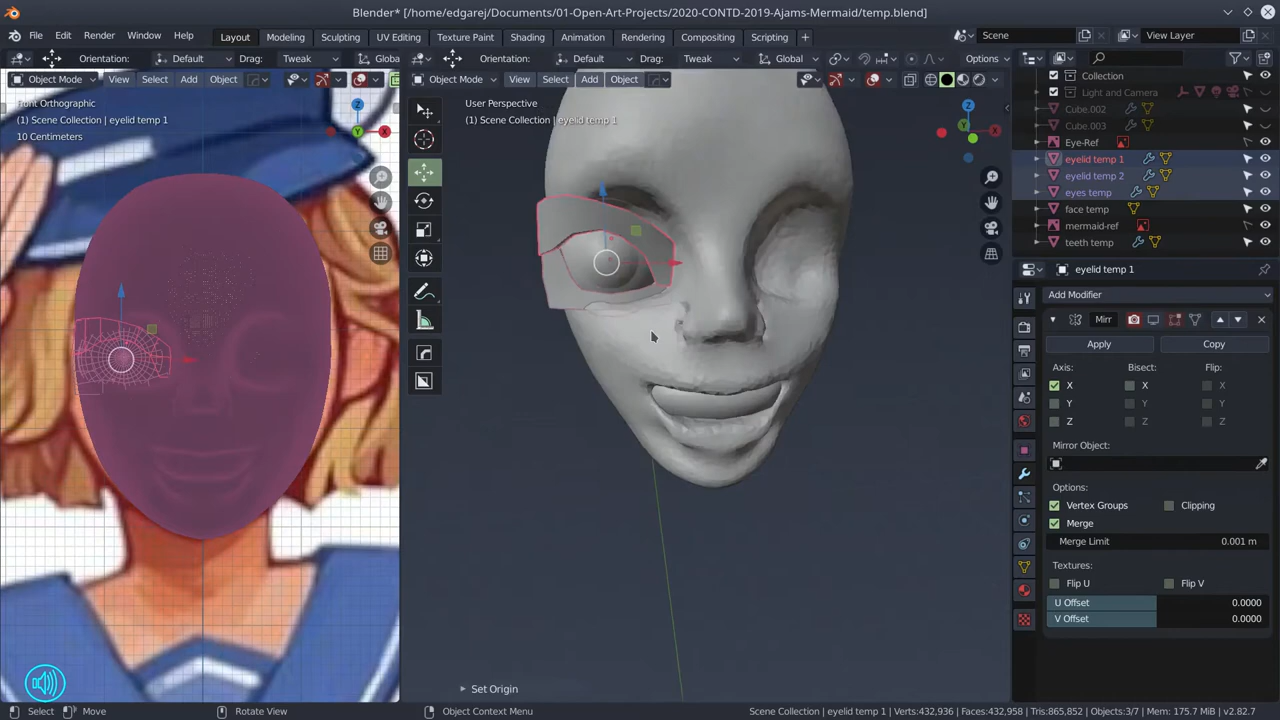 Blender* [/home/edgarej/Documents/01-Open-Art-Projects/2020-CONTD-2019-Ajams-Mermaid/temp.blend]
File Edit Render Window Help
Layout Modeling Sculpting UV Editing Texture Paint Shading Animation Rendering Compositing Scripting +
Scene
View Layer
Orientation: Default Drag: Tweak Globa
Orientation: Default Drag: Tweak Global Options
Object Mode View Select Add Object
Object Mode View Select Add Object
Front Orthographic
(1) Scene Collection | eyelid temp 1
10 Centimeters
User Perspective
(1) Scene Collection | eyelid temp 1
Z
X
Y
Z
X
Y
Collection
Light and Camera
Cube.002
Cube.003
Eye-Ref
eyelid temp 1
eyelid temp 2
eyes temp
face temp
mermaid-ref
teeth temp
eyelid temp 1
Add Modifier
Mirr
Apply Copy
Axis: Bisect: Flip:
X X X
Y Y Y
Z Z Z
Mirror Object:
Options:
Vertex Groups Clipping
Merge
Merge Limit 0.001 m
Textures:
Flip U Flip V
U Offset 0.0000
V Offset 0.0000
Set Origin
Select Move Rotate View Object Context Menu
Scene Collection | eyelid temp 1 | Verts:432,936 | Faces:432,958 | Tris:865,852 | Objects:3/7 | Mem: 175.7 MiB | v2.82.7